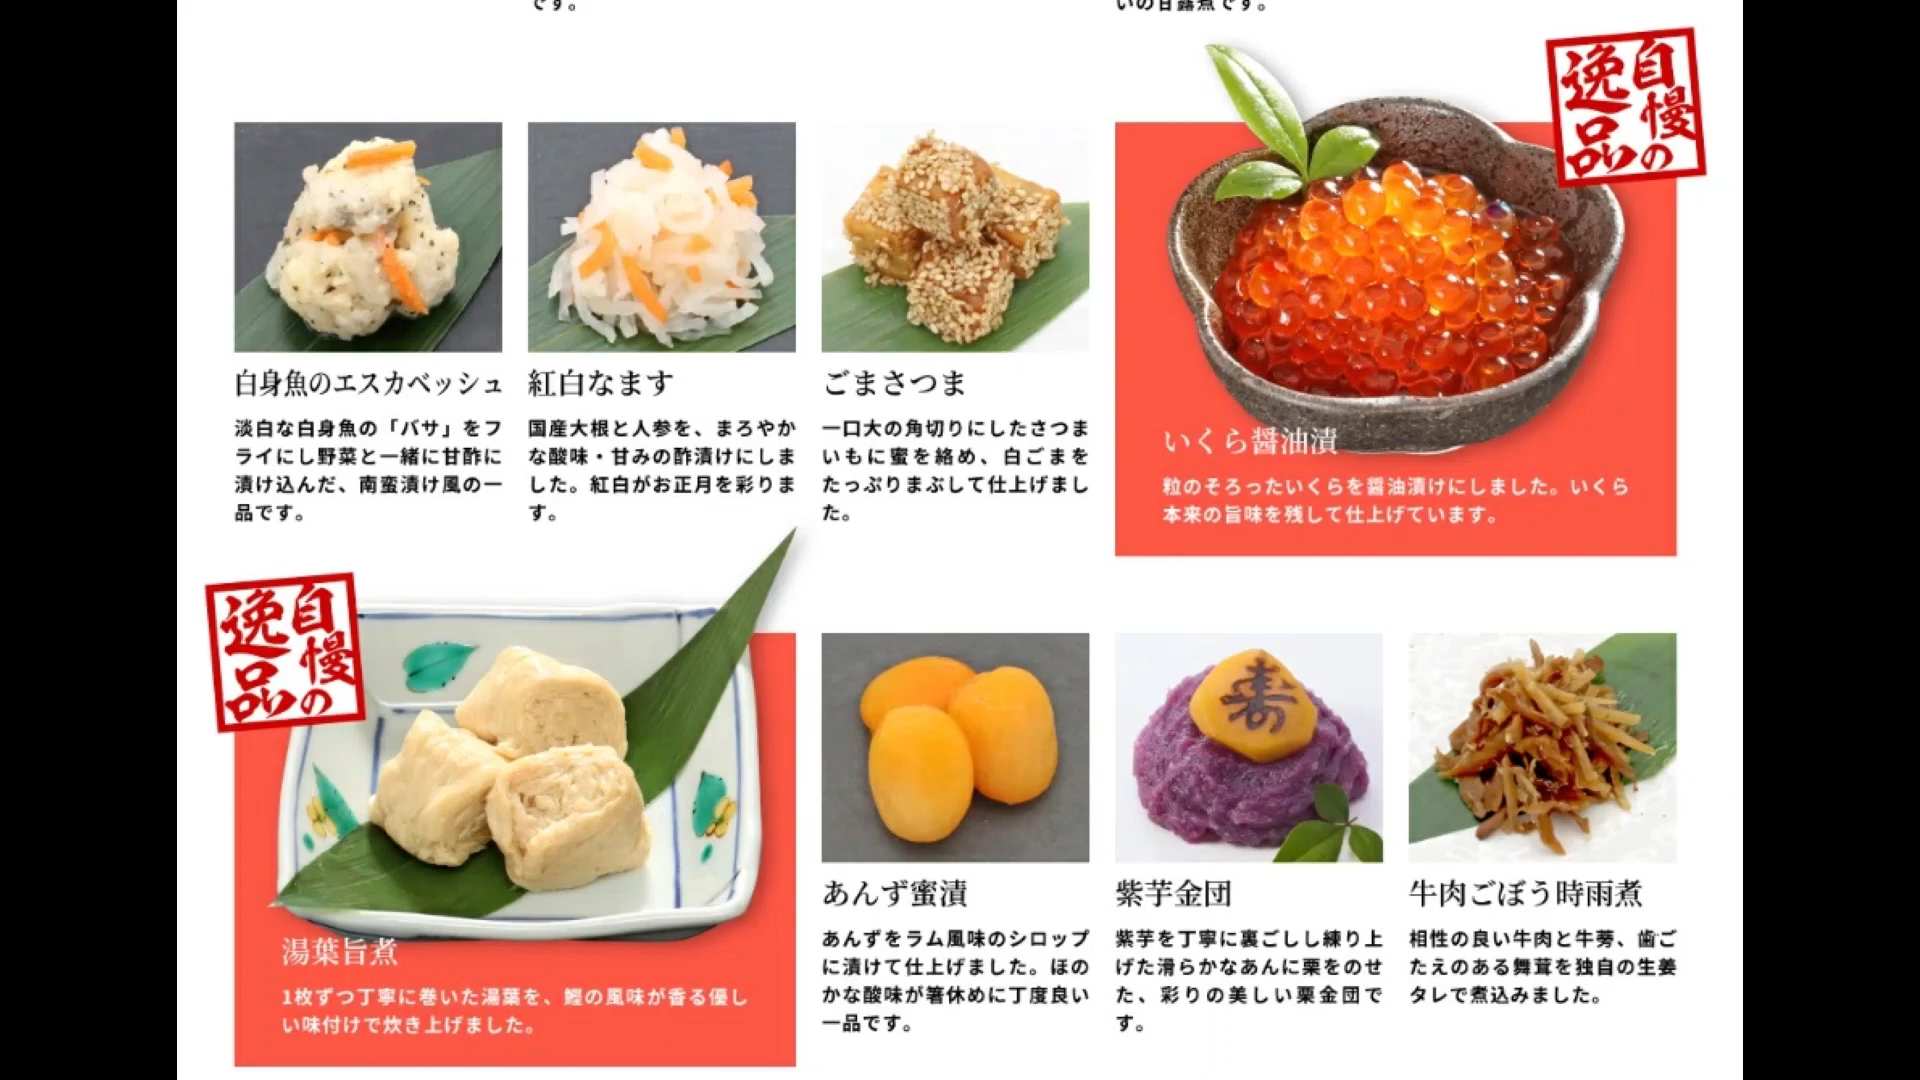 です。
いの甘露煮です。
自慢の
逸品
白身魚のエスカベッシュ
淡白な白身魚の「バサ」をフ
ライにし野菜と一緒に甘酢に
漬け込んだ、南蛮漬け風の一
品です。
紅白なます
国産大根と人参を、まろやか
な酸味・甘みの酢漬けにしま
した。紅白がお正月を彩りま
す。
ごまさつま
一口大の角切りにしたさつま
いもに蜜を絡め、白ごまを
たっぷりまぶして仕上げまし
た。
いくら醤油漬
粒のそろったいくらを醤油漬けにしました。いくら
本来の旨味を残して仕上げています。
自慢の
逸品
湯葉旨煮
1枚ずつ丁寧に巻いた湯葉を、鰹の風味が香る優し
い味付けで炊き上げました。
あんず蜜漬
あんずをラム風味のシロップ
に漬けて仕上げました。ほの
かな酸味が箸休めに丁度良い
一品です。
寿
紫芋金団
紫芋を丁寧に裏ごしし練り上
げた滑らかなあんに栗をのせ
た、彩りの美しい栗金団で
す。
牛肉ごぼう時雨煮
相性の良い牛肉と牛蒡、歯ご
たえのある舞茸を独自の生姜
タレで煮込みました。